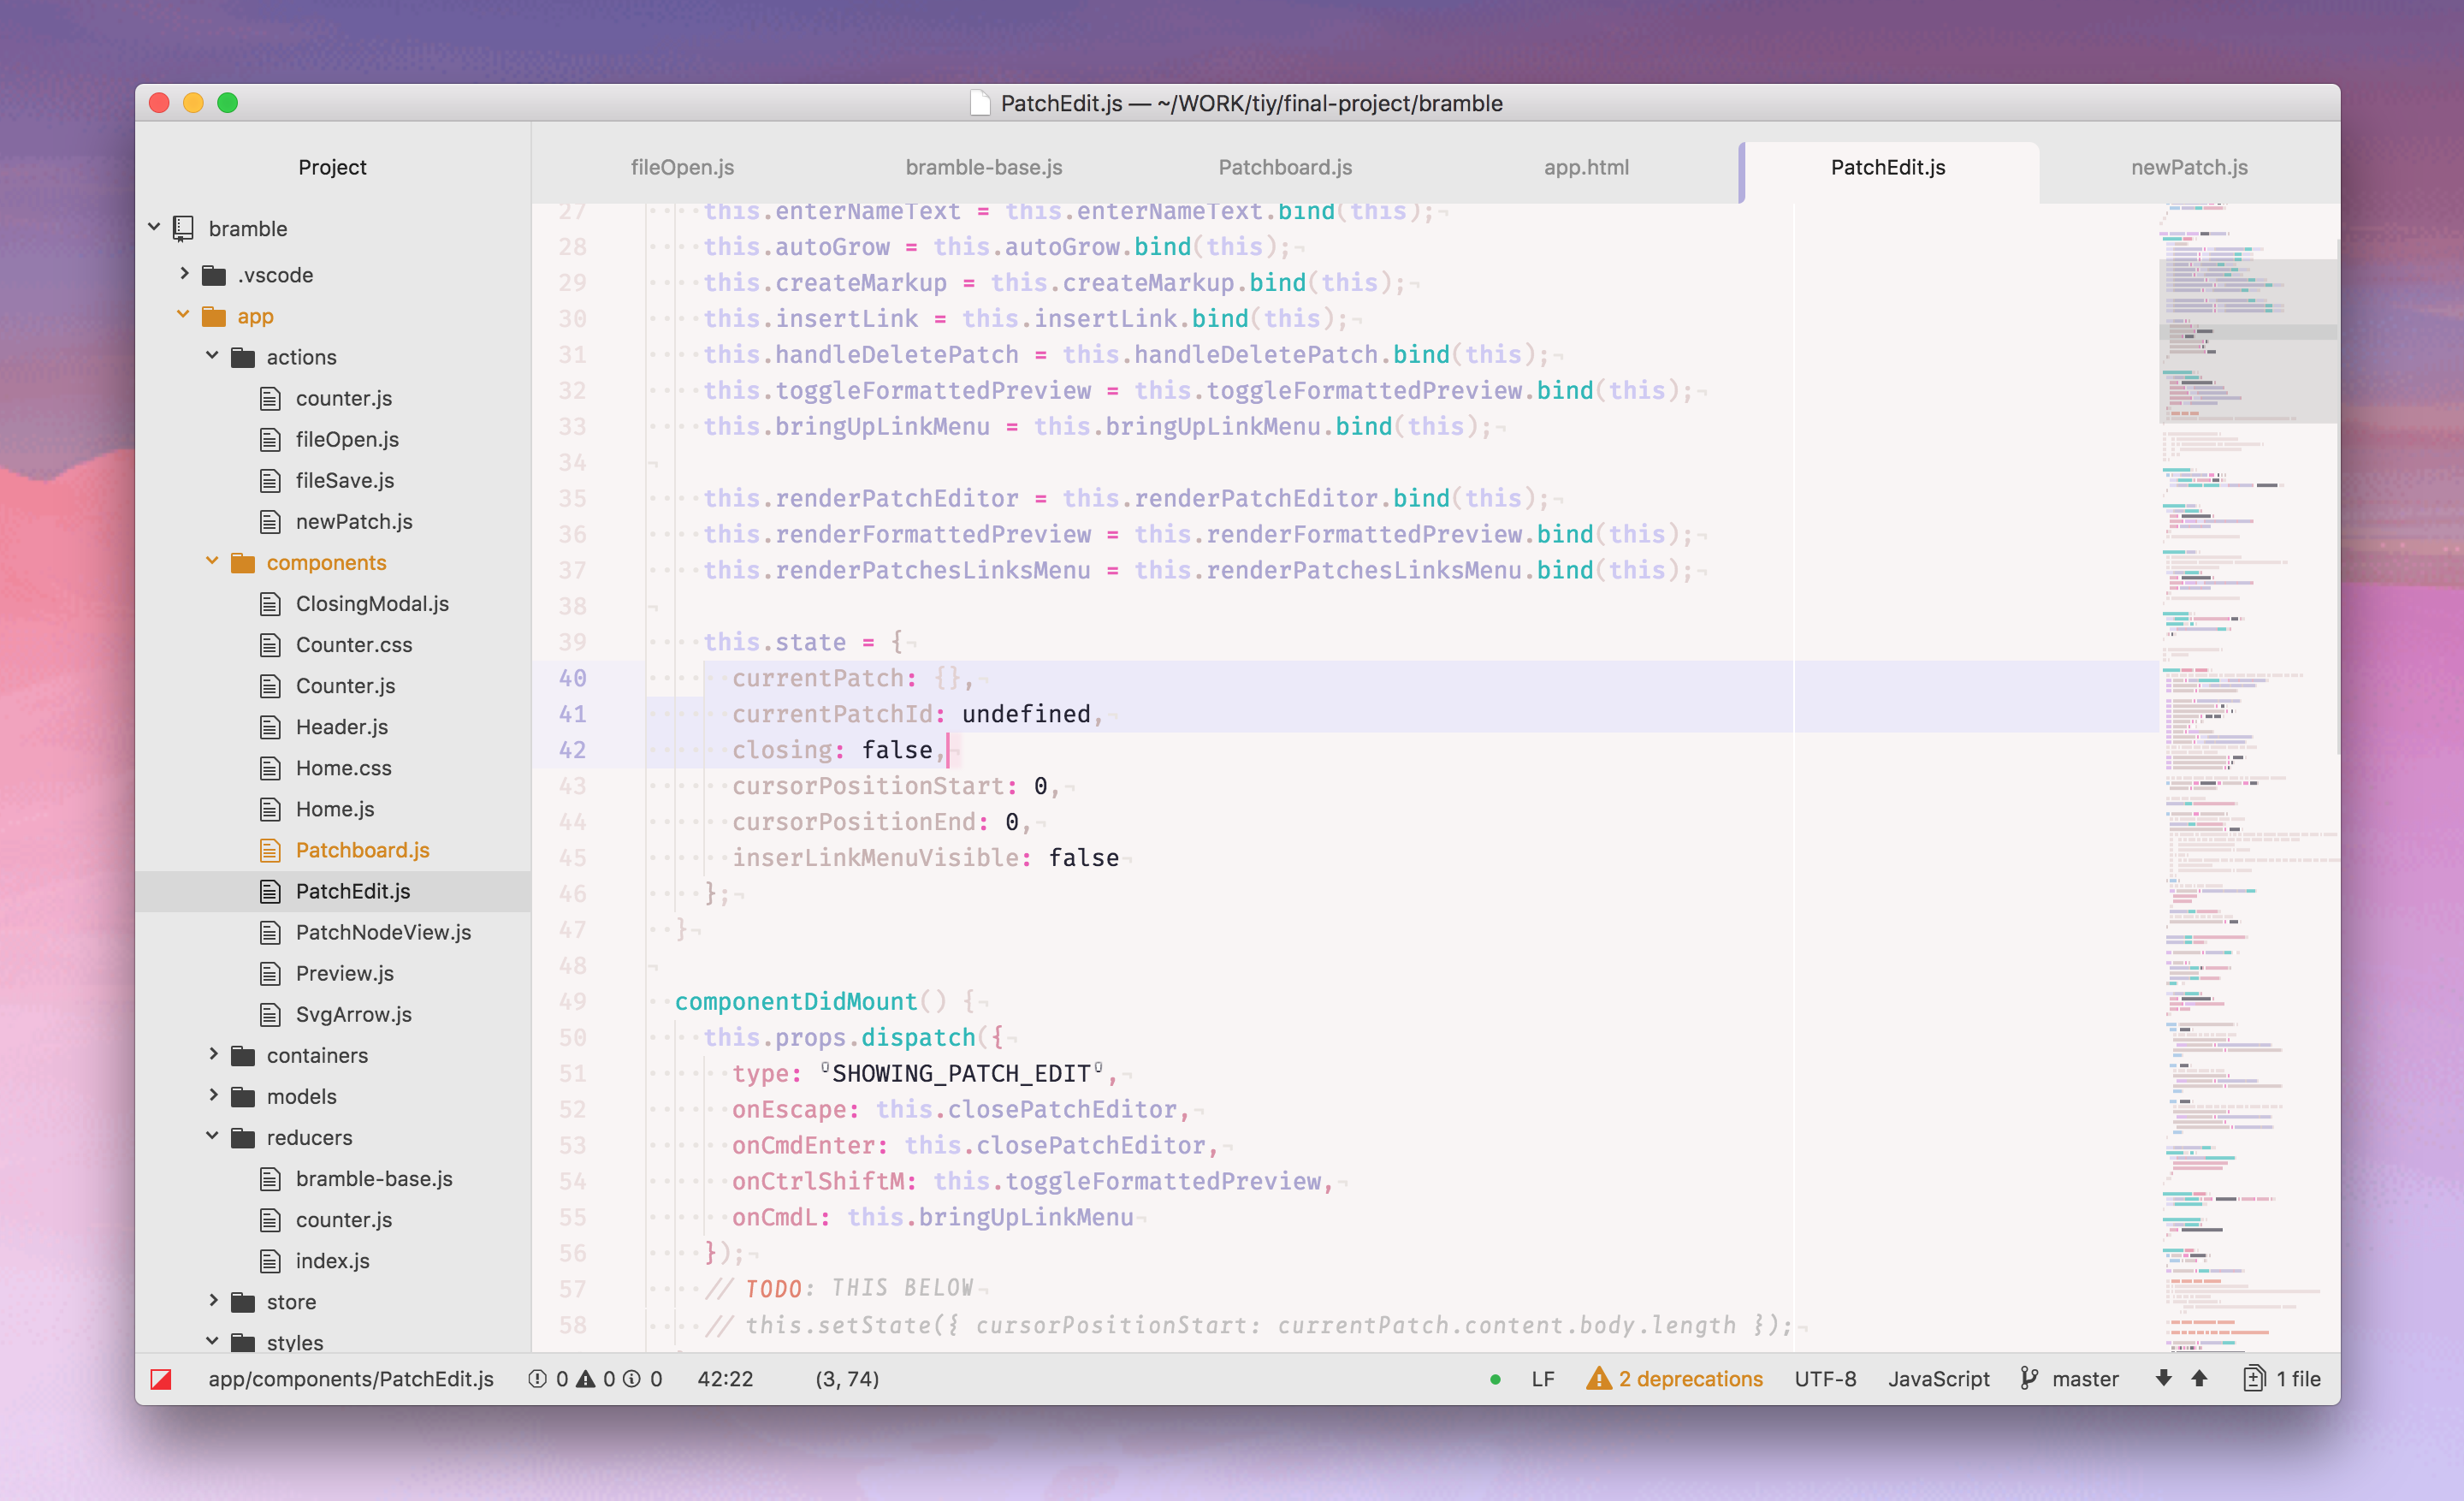 PatchEdit.js — ~/WORK/tiy/final-project/bramble
Project
fileOpen.js
bramble-base.js
Patchboard.js
app.html
PatchEdit.js
newPatch.js
bramble
.vscode
app
actions
counter.js
fileOpen.js
fileSave.js
newPatch.js
components
ClosingModal.js
Counter.css
Counter.js
Header.js
Home.css
Home.js
Patchboard.js
PatchEdit.js
PatchNodeView.js
Preview.js
SvgArrow.js
containers
models
reducers
bramble-base.js
counter.js
index.js
store
styles
27 this.enterNameText = this.enterNameText.bind(this);
28 this.autoGrow = this.autoGrow.bind(this);
29 this.createMarkup = this.createMarkup.bind(this);
30 this.insertLink = this.insertLink.bind(this);
31 this.handleDeletePatch = this.handleDeletePatch.bind(this);
32 this.toggleFormattedPreview = this.toggleFormattedPreview.bind(this);
33 this.bringUpLinkMenu = this.bringUpLinkMenu.bind(this);
34
35 this.renderPatchEditor = this.renderPatchEditor.bind(this);
36 this.renderFormattedPreview = this.renderFormattedPreview.bind(this);
37 this.renderPatchesLinksMenu = this.renderPatchesLinksMenu.bind(this);
38
39 this.state = {
40 currentPatch: {},
41 currentPatchId: undefined,
42 closing: false,
43 cursorPositionStart: 0,
44 cursorPositionEnd: 0,
45 inserLinkMenuVisible: false
46 };
47 }
48
49 componentDidMount() {
50 this.props.dispatch({
51 type: 'SHOWING_PATCH_EDIT',
52 onEscape: this.closePatchEditor,
53 onCmdEnter: this.closePatchEditor,
54 onCtrlShiftM: this.toggleFormattedPreview,
55 onCmdL: this.bringUpLinkMenu
56 });
57 // TODO: THIS BELOW
58 // this.setState({ cursorPositionStart: currentPatch.content.body.length });
app/components/PatchEdit.js 0 0 0 42:22 (3, 74) LF 2 deprecations UTF-8 JavaScript master 1 file